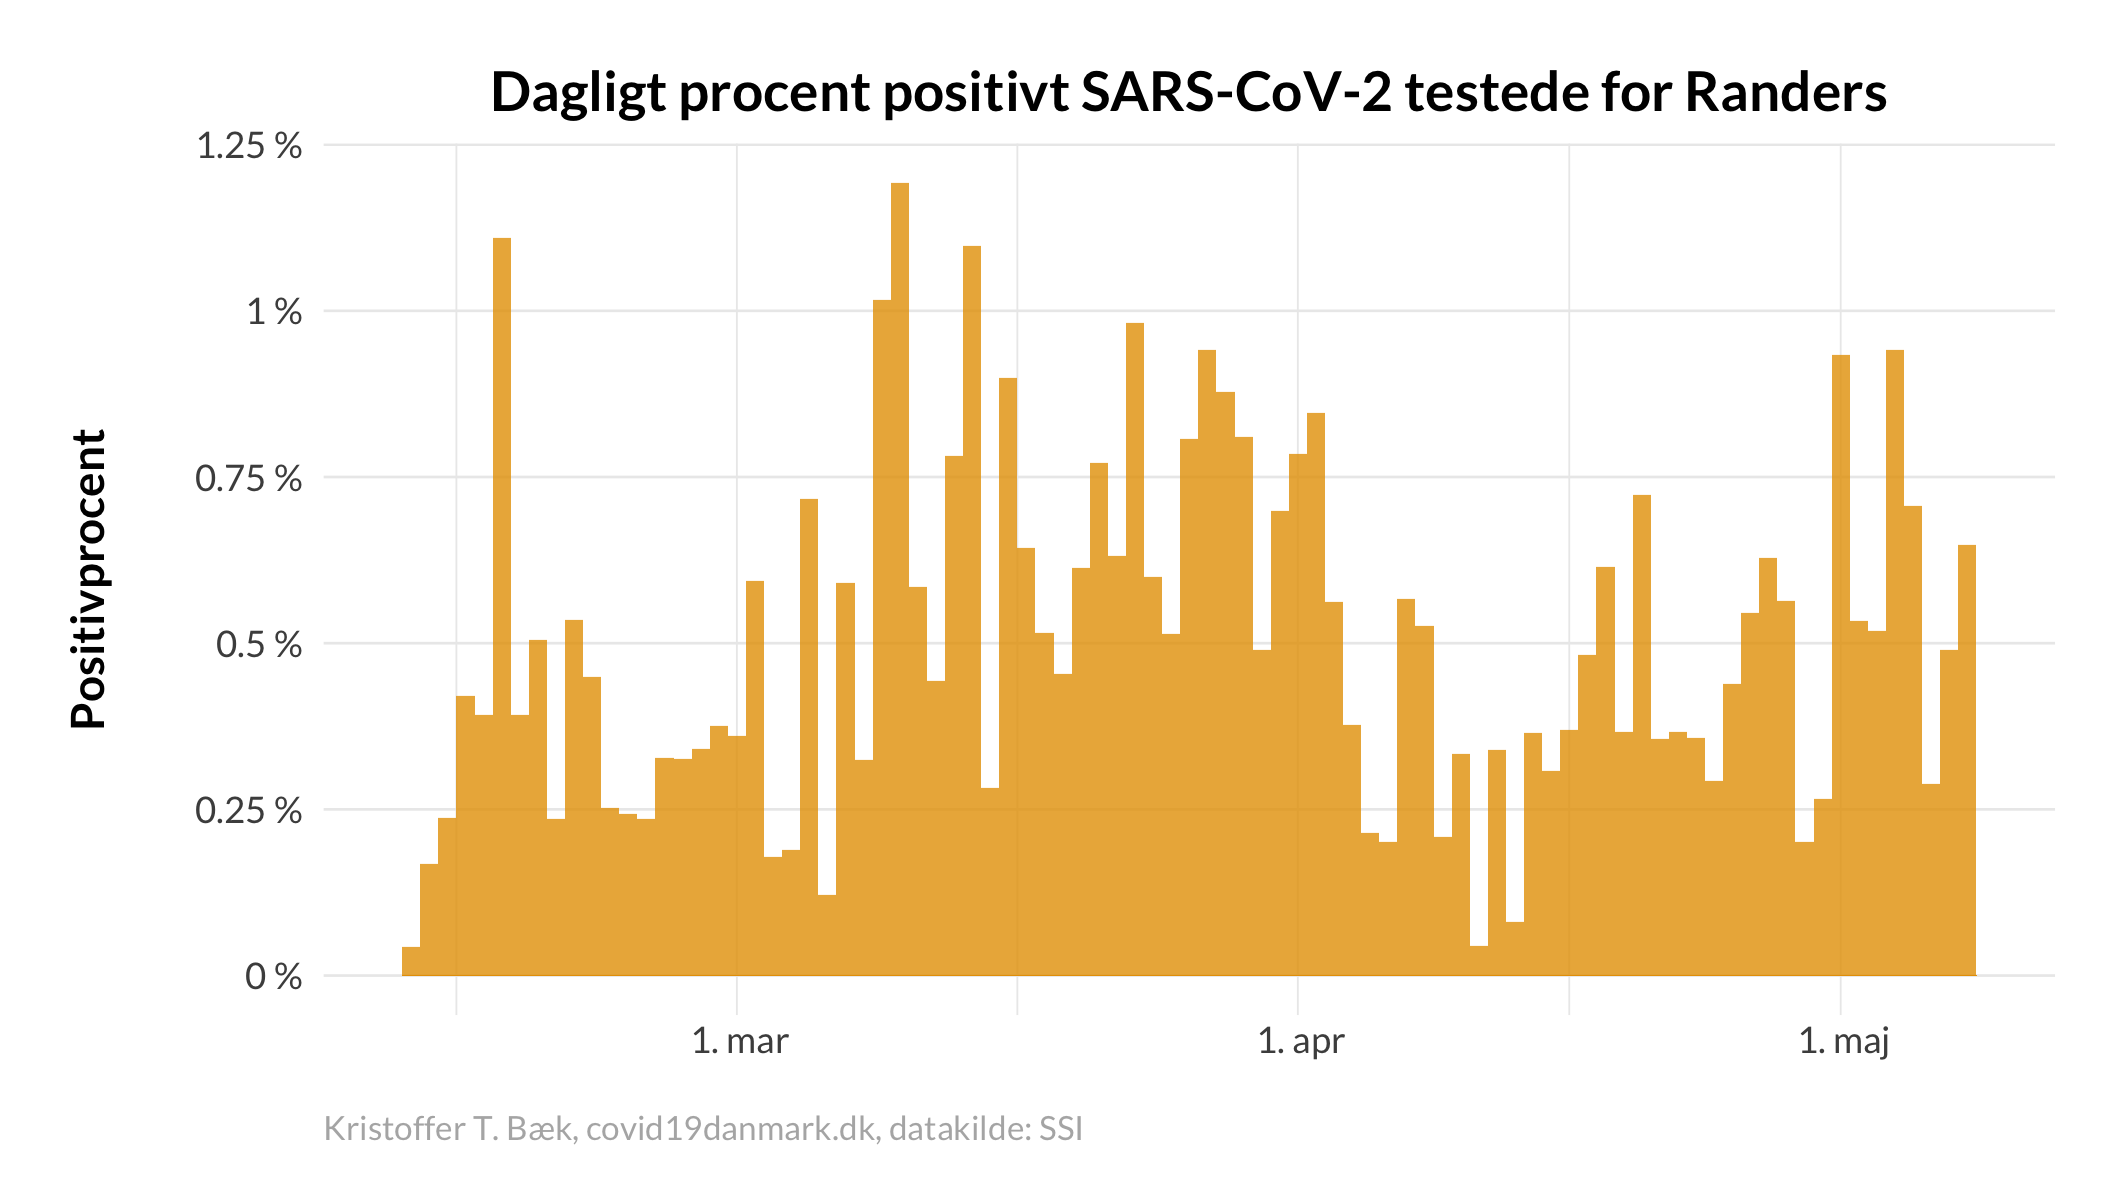 Dagligt procent positivt SARS-CoV-2 testede for Randers
1.25 %
1 %
0.75 %
0.5 %
0.25 %
0 %
Positivprocent
1. mar
1. apr
1. maj
Kristoffer T. Bæk, covid19danmark.dk, datakilde: SSI